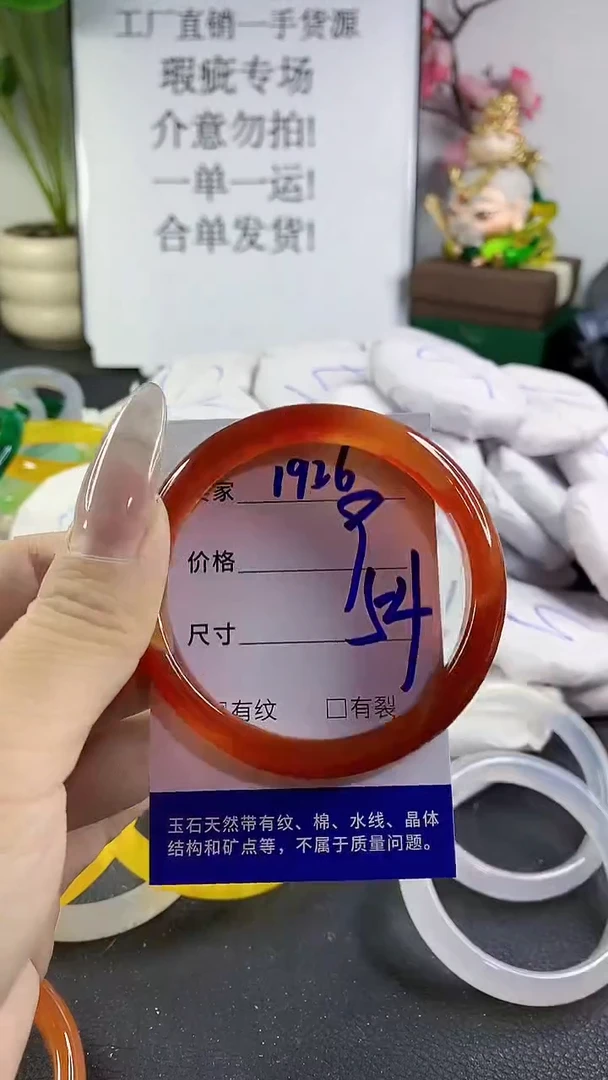 工厂直销一手货源
瑕疵专场
介意勿拍!
一单一运!
合单发货!
家 1926
价格
尺寸 54
有纹 □有裂
玉石天然带有纹、棉、水线、晶体
结构和矿点等，不属于质量问题。